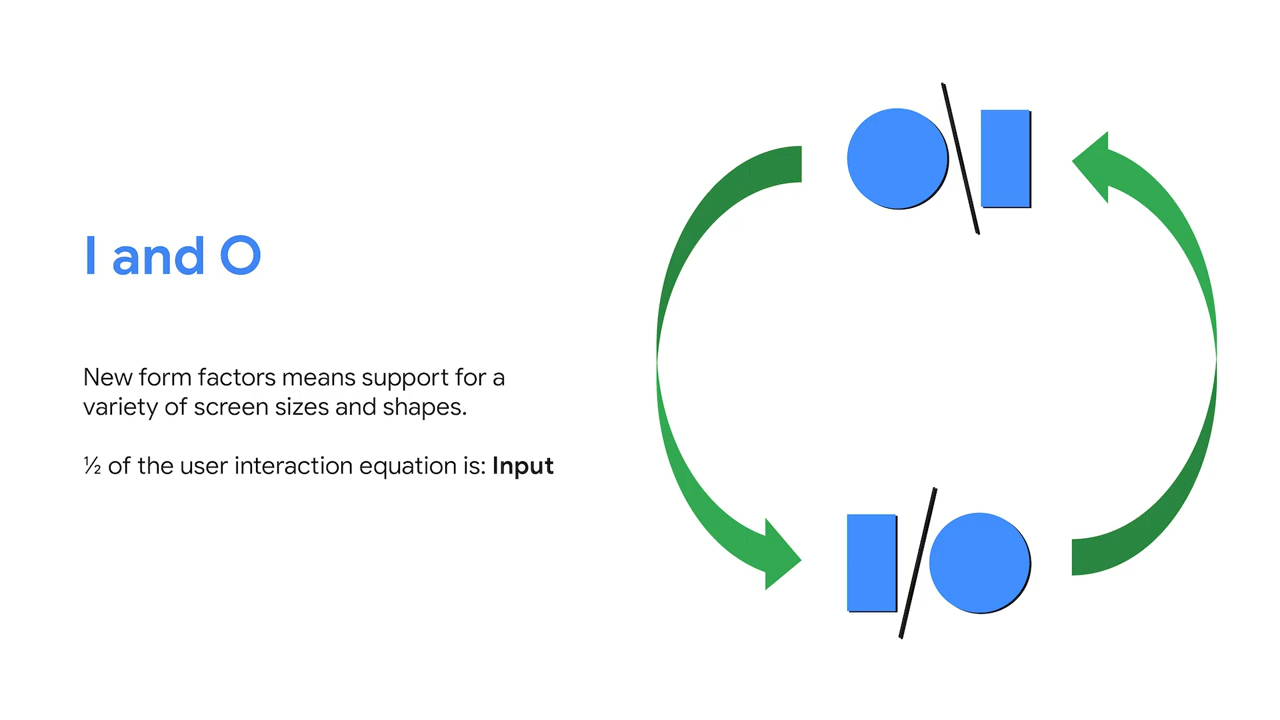 I and O
New form factors means support for a
variety of screen sizes and shapes.
½ of the user interaction equation is: Input
O\I
I/O